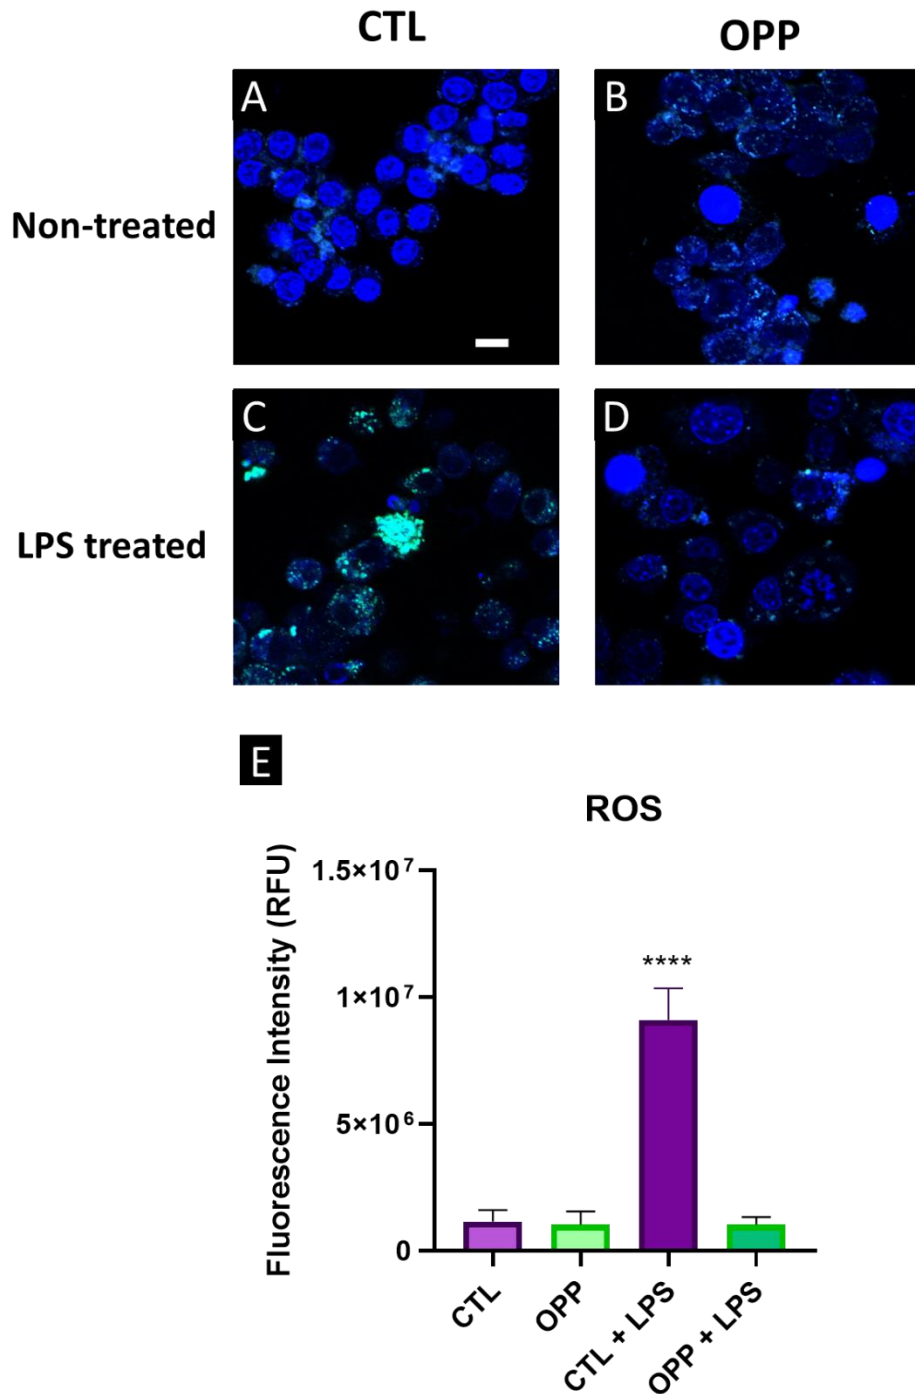 CTL OPP
A B
Non-treated
C D
LPS treated
E
ROS
Fluorescence Intensity (RFU)
1.5×10⁷
****
1×10⁷
5×10⁶
0
CTL OPP CTL + LPS OPP + LPS